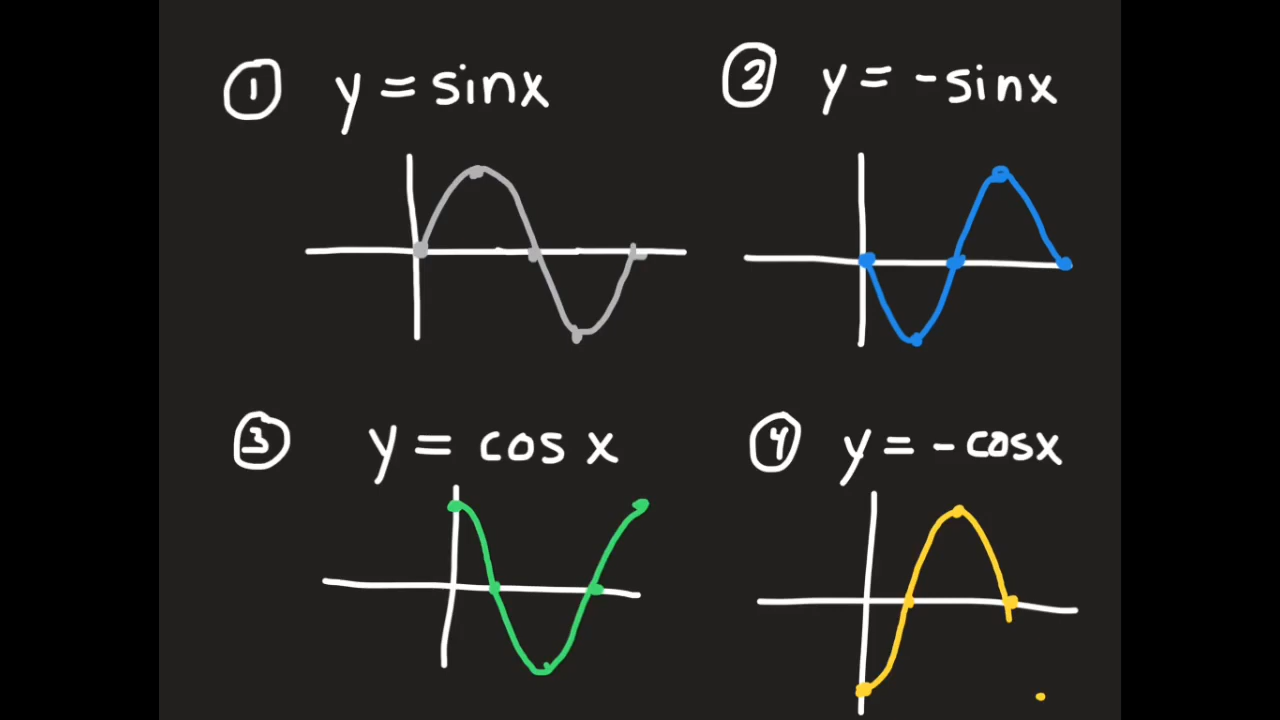 ① y = sinx
② y = -sinx
③ y = cos x
④ y = -cosx